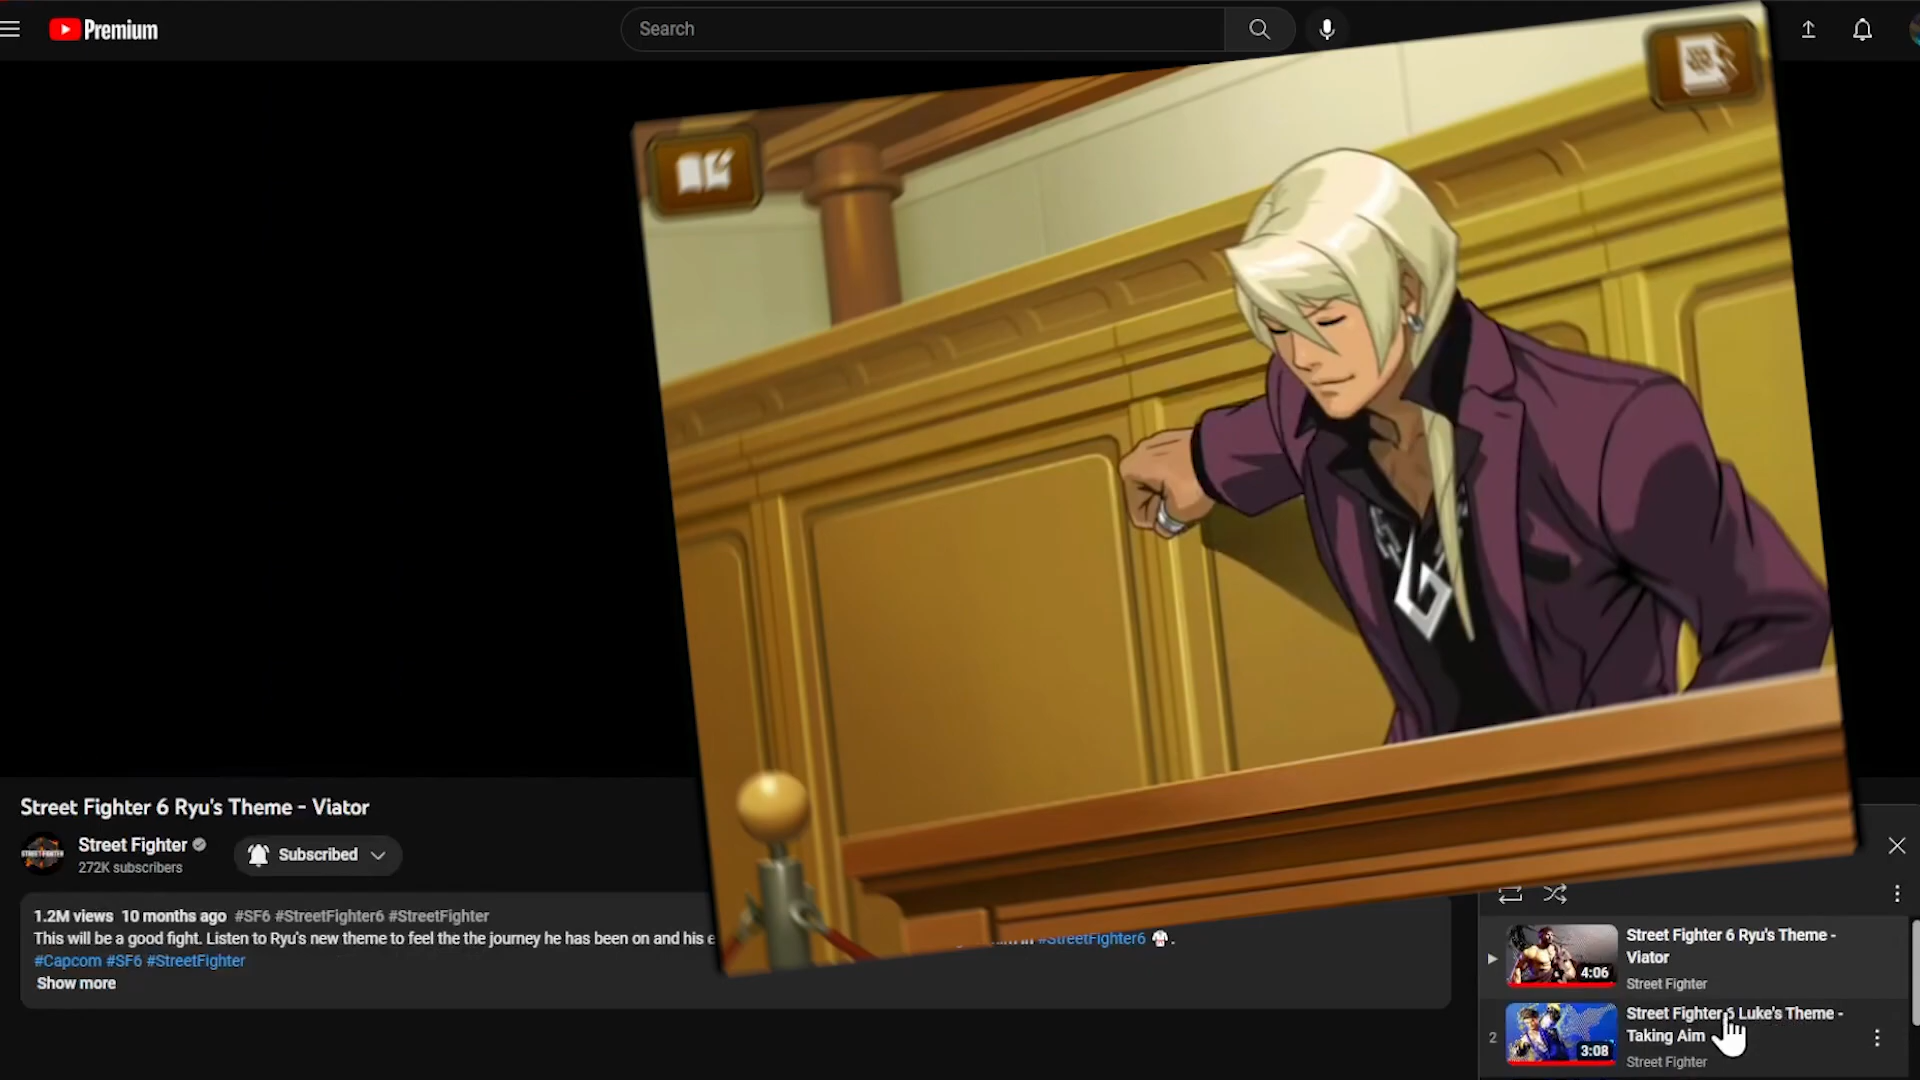 Premium
Search
Street Fighter 6 Ryu's Theme - Viator
Street Fighter
272K subscribers
Subscribed
1.2M views 10 months ago #SF6 #StreetFighter6 #StreetFighter
This will be a good fight. Listen to Ryu's new theme to feel the the journey he has been on and his e
#StreetFighter6
#Capcom #SF6 #StreetFighter
Show more
Street Fighter 6 Ryu's Theme -
Viator
4:06
Street Fighter
2
Street Fighter 6 Luke's Theme -
Taking Aim
3:08
Street Fighter